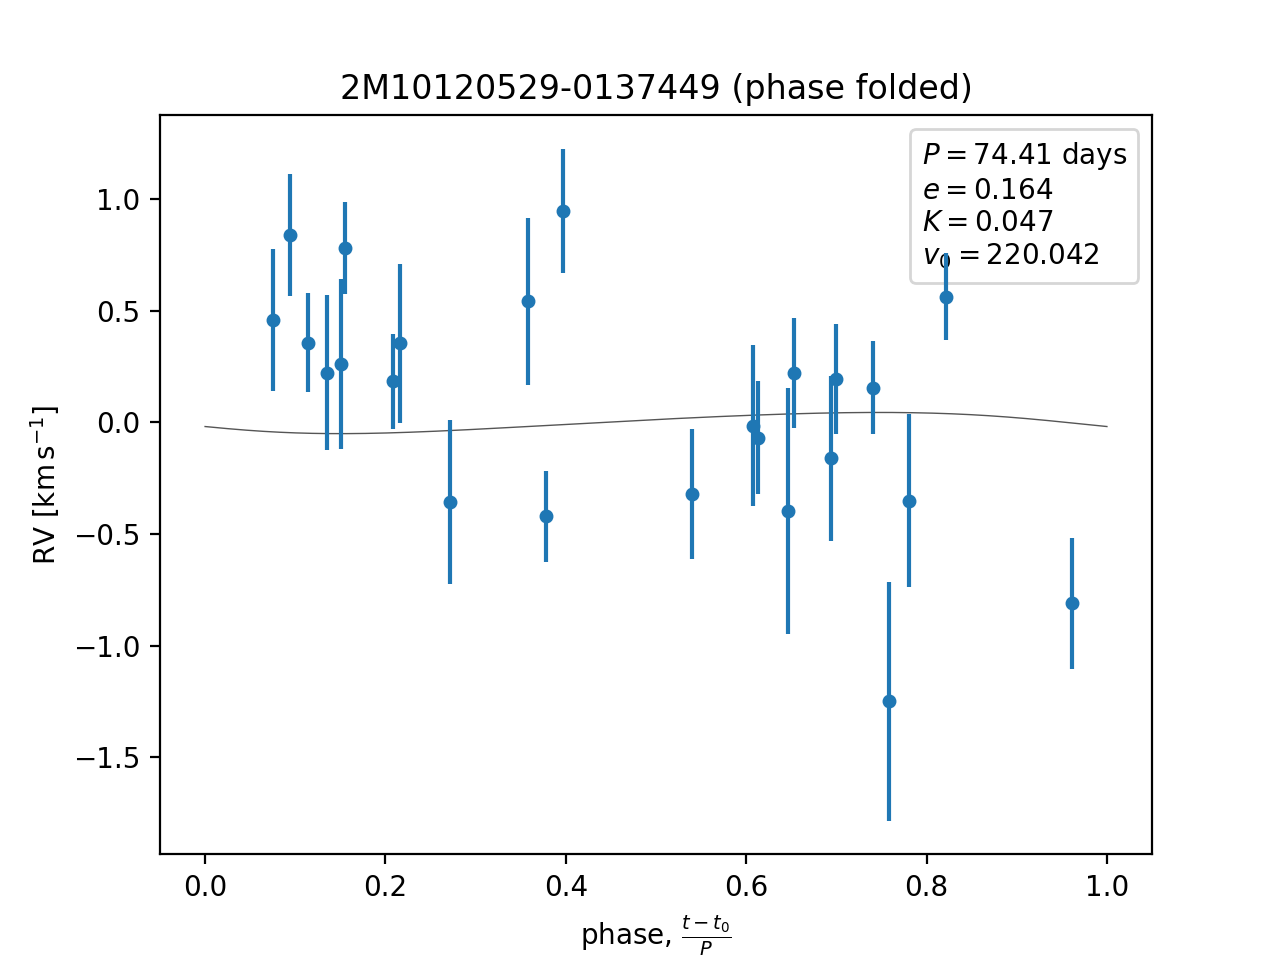 2M10120529-0137449 (phase folded)
P = 74.41 days
e = 0.164
K = 0.047
v₀ = 220.042
1.0
0.5
0.0
−0.5
−1.0
−1.5
RV [km s⁻¹]
0.0 0.2 0.4 0.6 0.8 1.0
phase, (t − t₀)/P